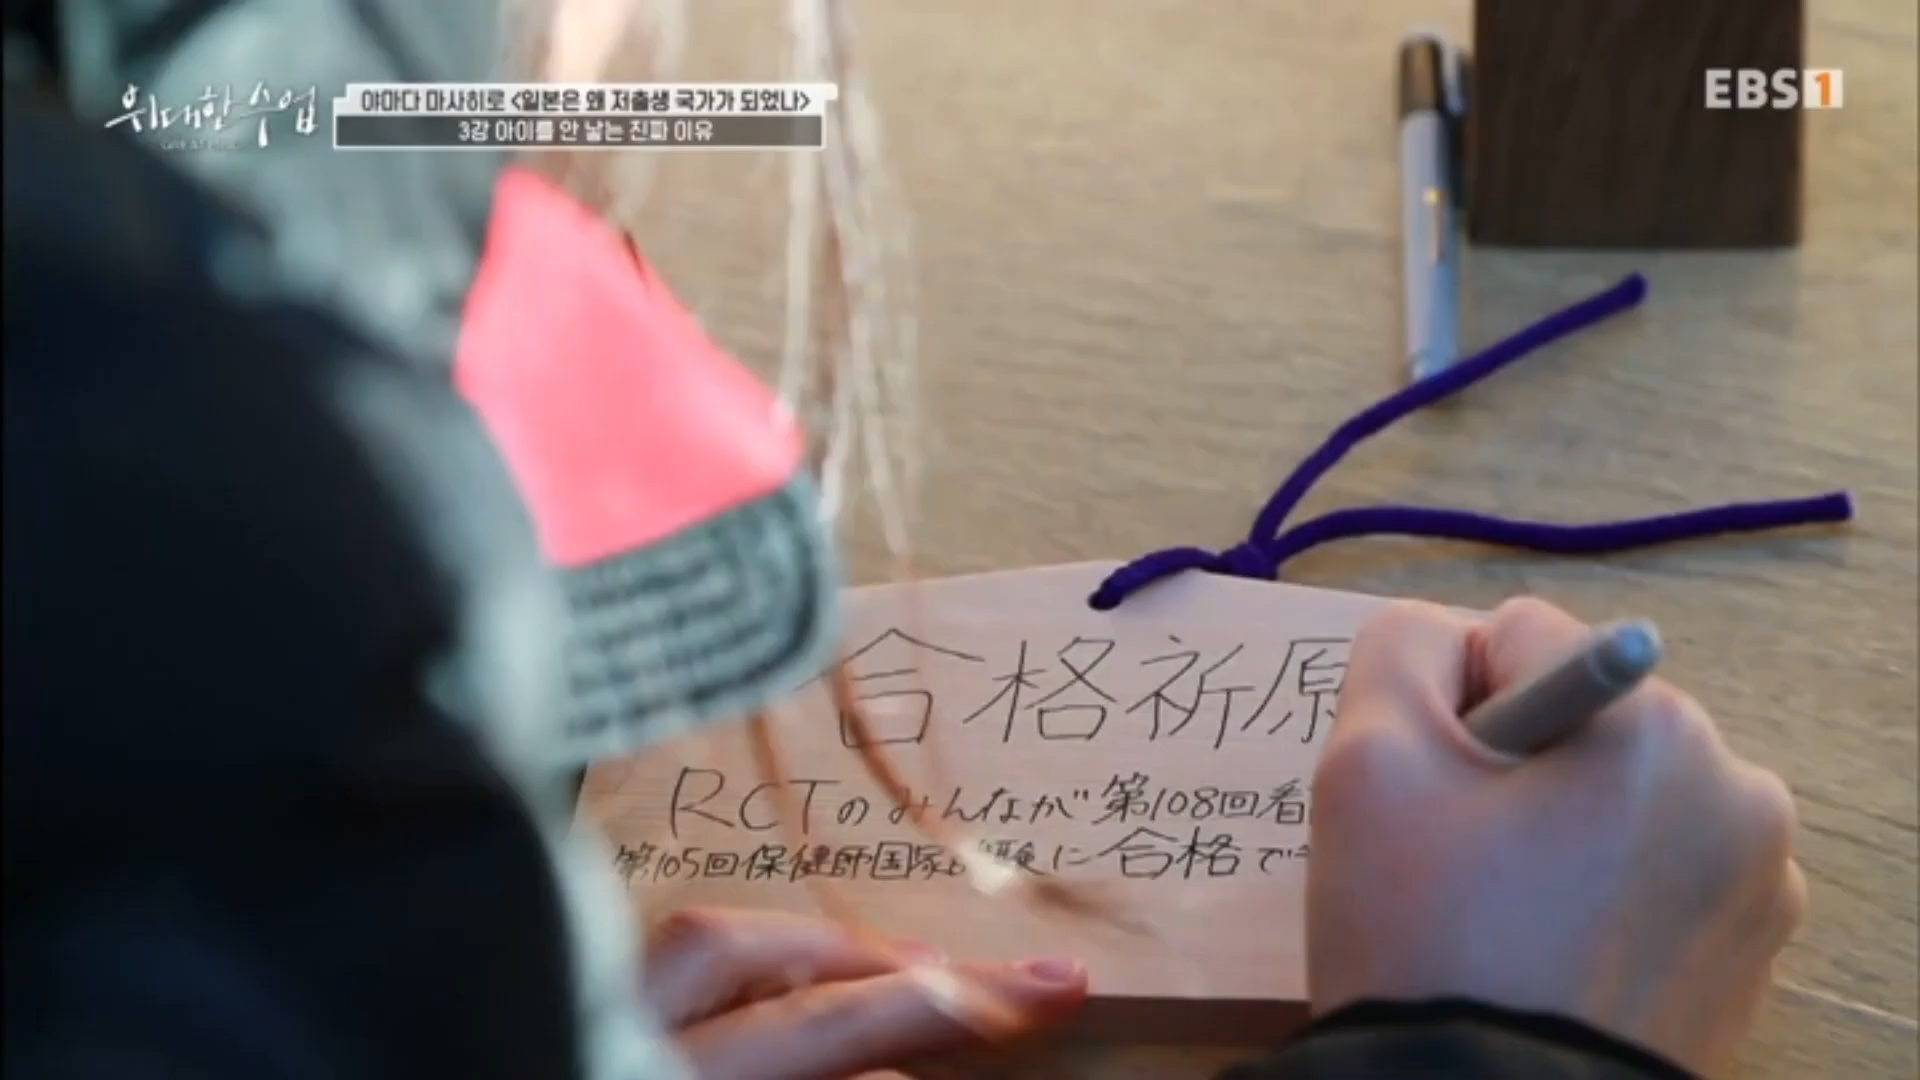 위대한 수업
야마다 마사히로 <일본은 왜 저출생 국가가 되었나>
3강 아이를 안 낳는 진짜 이유
EBS1
合格祈原
RCTのみんなが第108回看
第105回保健師国家試験に合格で